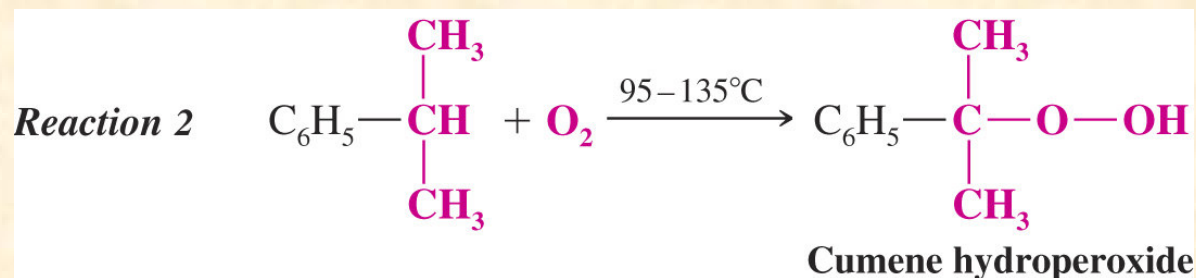 CH₃ CH₃
95–135°C
Reaction 2 C₆H₅—CH + O₂ → C₆H₅—C—O—OH
CH₃ CH₃
Cumene hydroperoxide